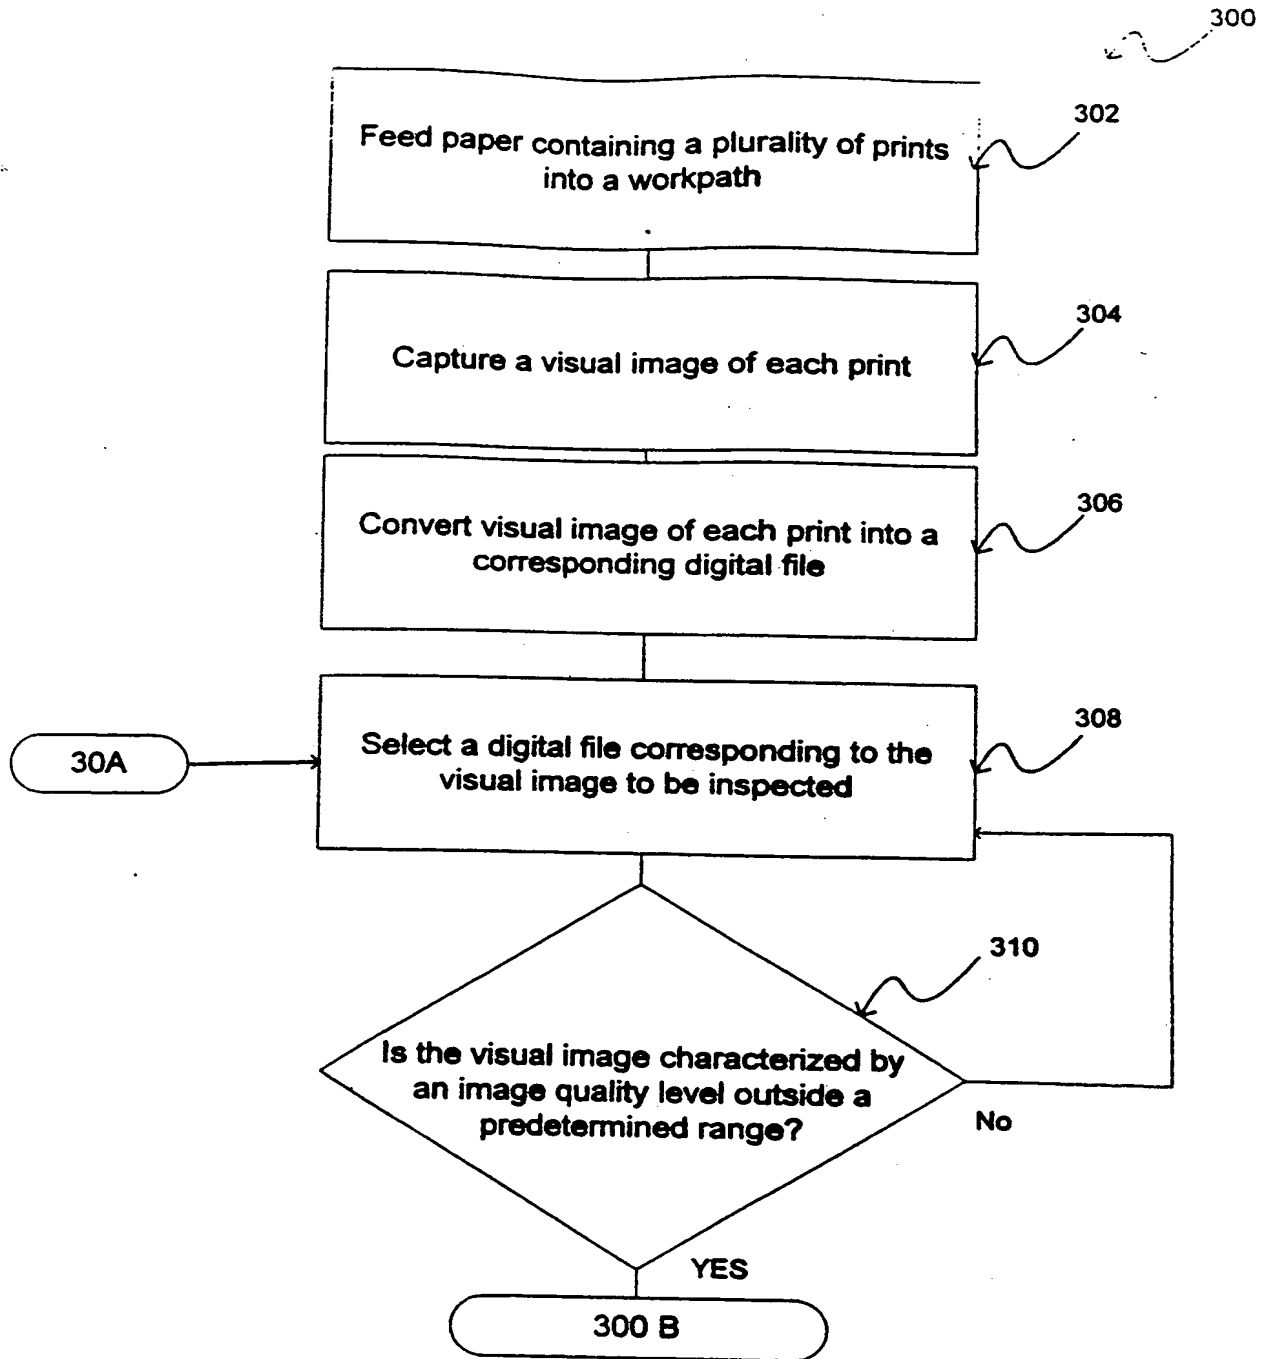 300
302
Feed paper containing a plurality of prints
into a workpath
304
Capture a visual image of each print
306
Convert visual image of each print into a
corresponding digital file
308
30A
Select a digital file corresponding to the
visual image to be inspected
310
Is the visual image characterized by
an image quality level outside a
predetermined range?
No
YES
300 B